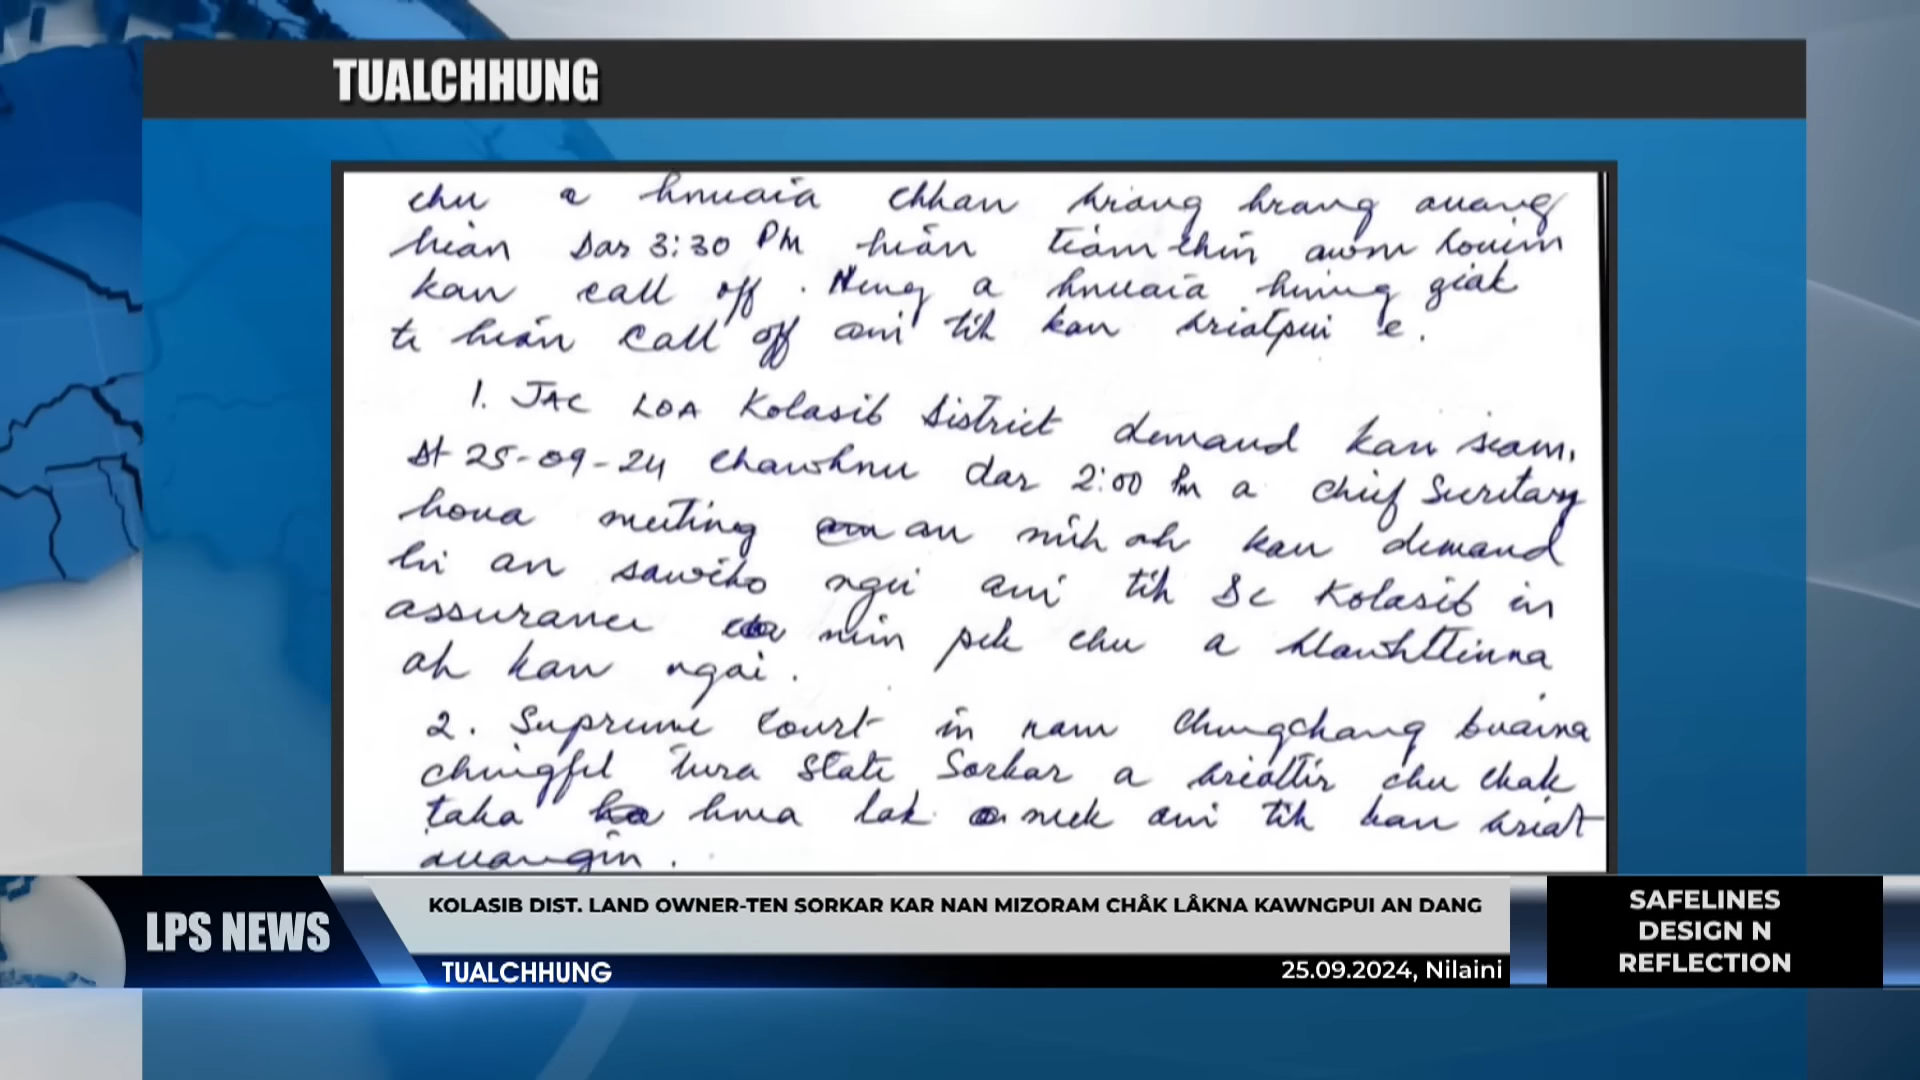 TUALCHHUNG
chu a hnuaia chhan hrang hrang avang
hian Dar 3:30 PM hian tiam chin awm louin
kan call off. Heng a hnuaia hming ziak
te hian call off ani tih kan hriatpui e.
1. JAC LOA Kolasib District demand kan siam,
Dt 25-09-24 Chawhnu dar 2:00 Pm a Chief Secretary
hova meeting an neih ah kan demand
hi an sawiho ngei ani tih DC Kolasib in
assurance min pek chu a hlawhttinna
ah kan ngai.
2. Supreme Court in ram Chungchang buaina
chingfel tura State Sorkar a hriattir chu chak
taka hma lak mek ani tih kan hriat
avangin.
LPS NEWS
KOLASIB DIST. LAND OWNER-TEN SORKAR KAR NAN MIZORAM CHÂK LÂKNA KAWNGPUI AN DANG
TUALCHHUNG
25.09.2024, Nilaini
SAFELINES
DESIGN N
REFLECTION